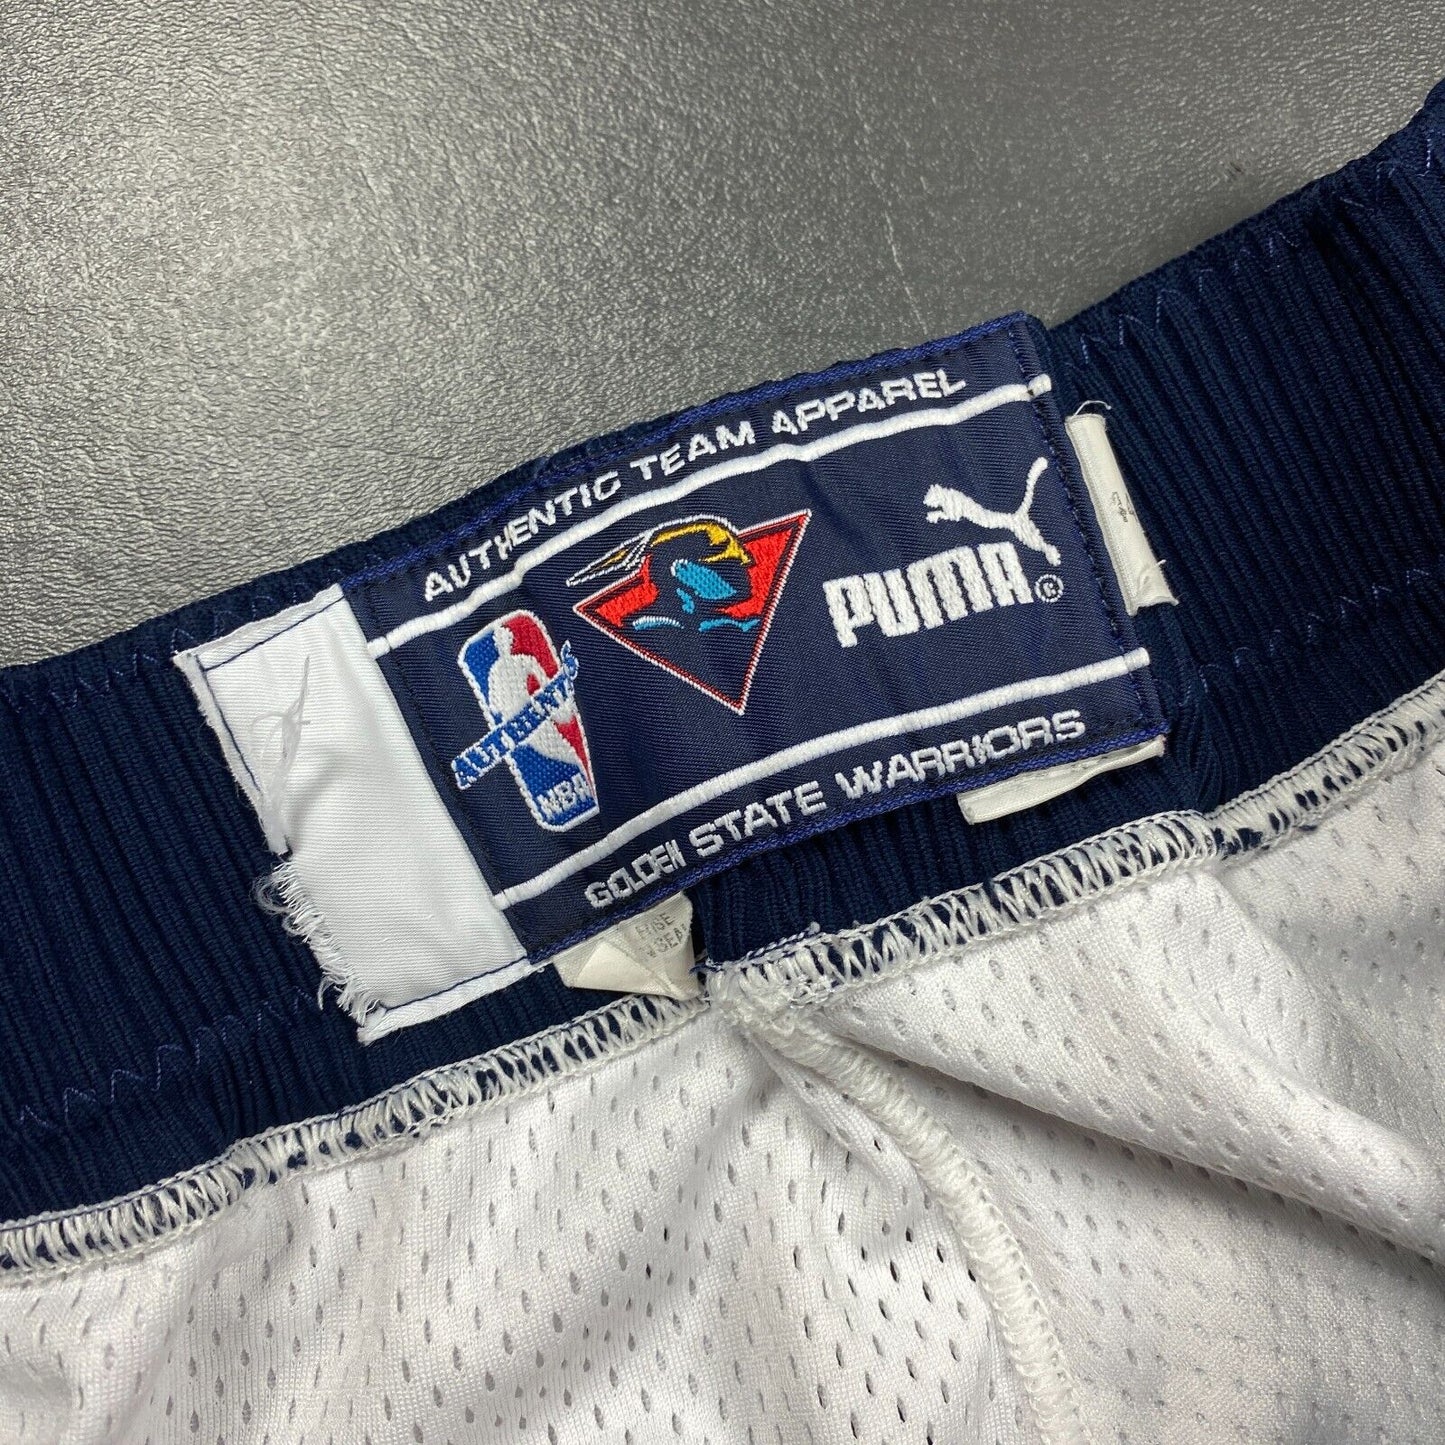 AUTHENTIC TEAM APPAREL
PUMA®
AUTHENTICS
NBA
GOLDEN STATE WARRIORS